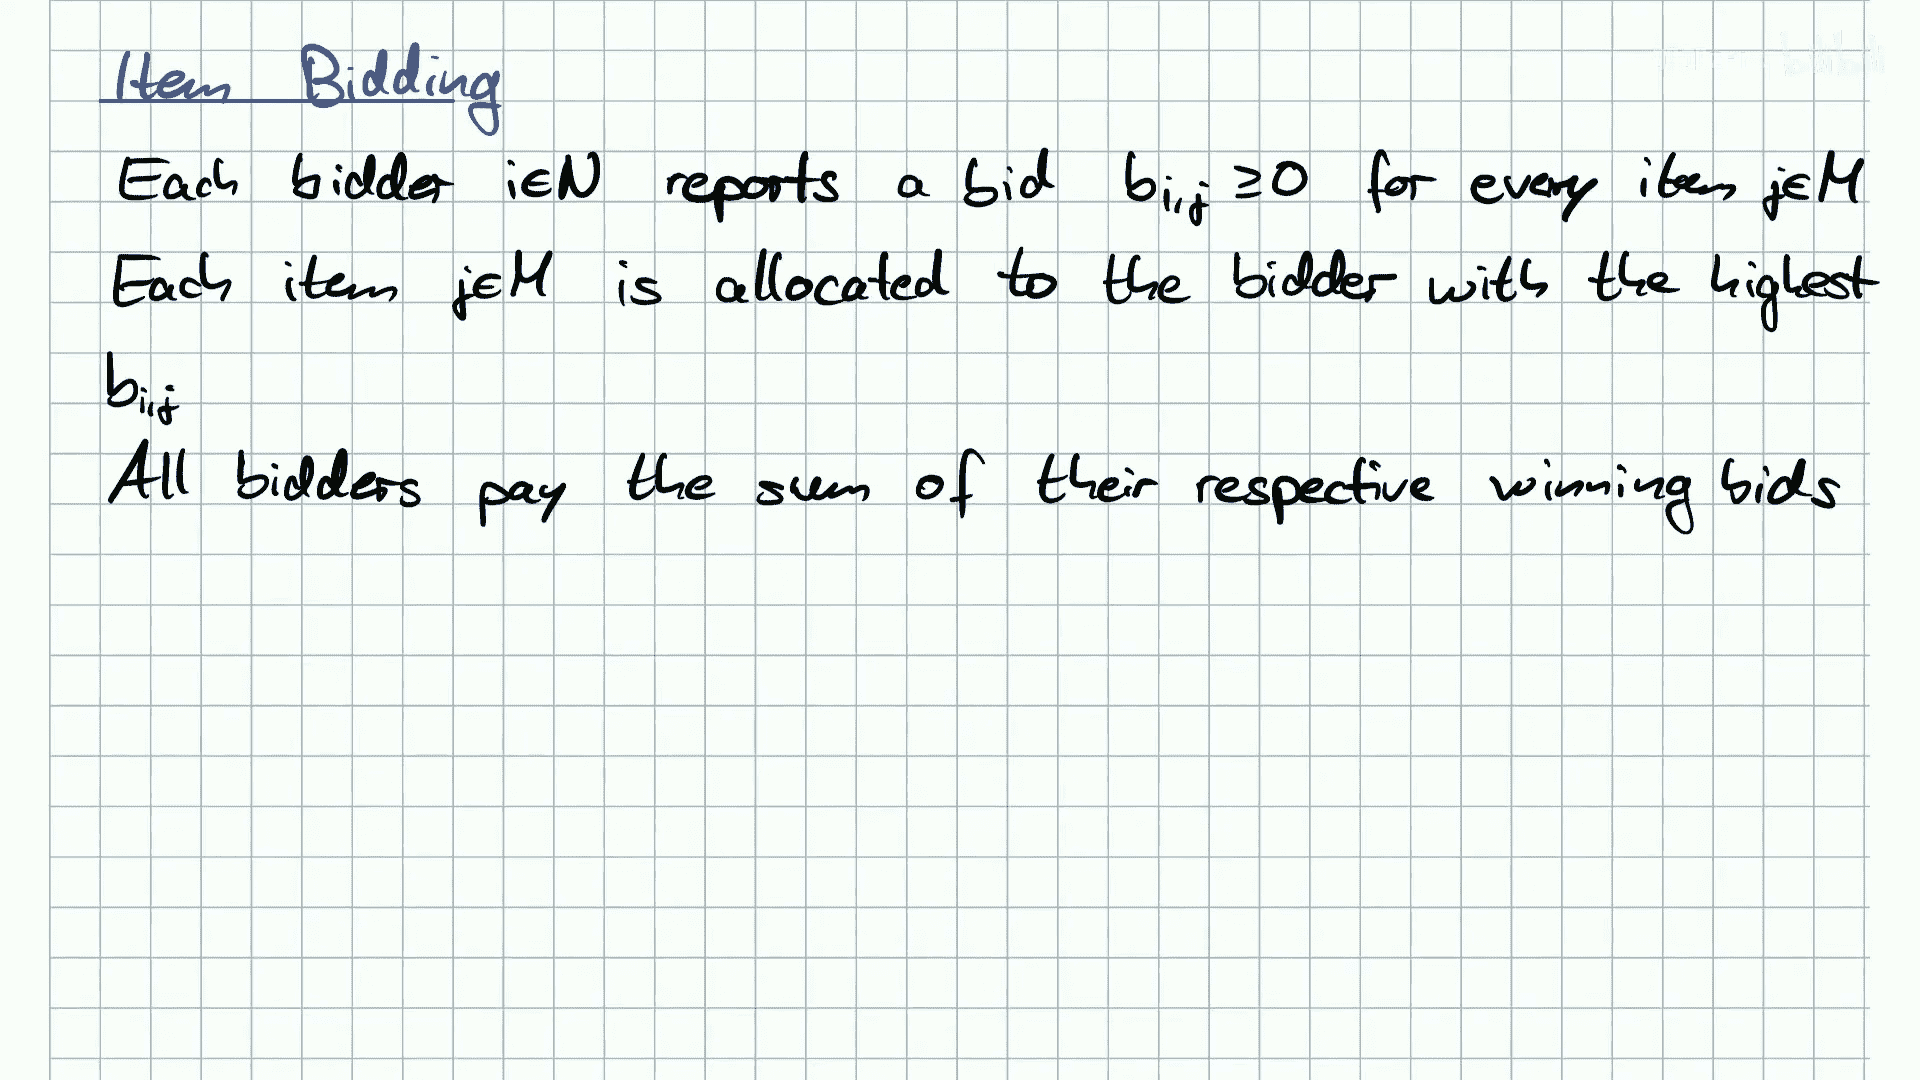 Item Bidding
Each bidder i∈N reports a bid b_{i,j} ≥0 for every item j∈M
Each item j∈M is allocated to the bidder with the highest
b_{i,j}
All bidders pay the sum of their respective winning bids